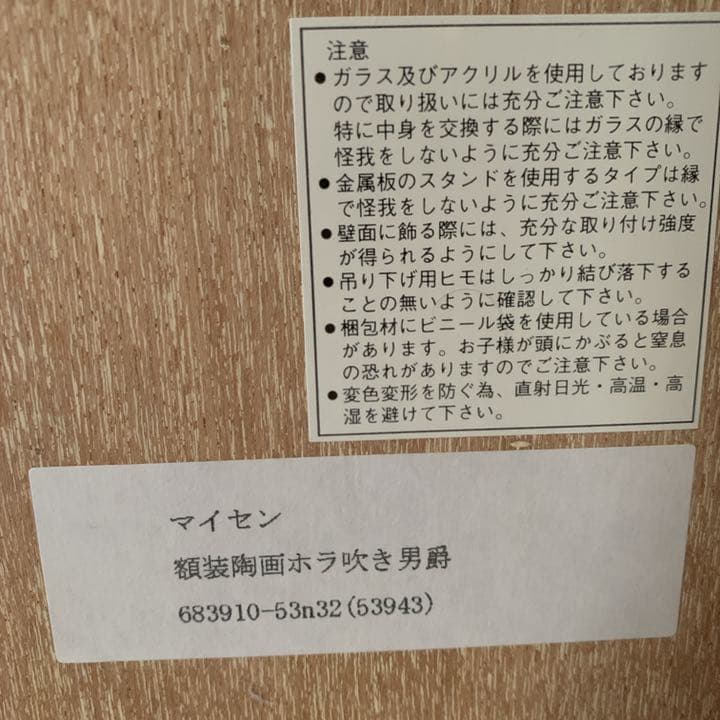 注意
●ガラス及びアクリルを使用しております
ので取り扱いには充分ご注意下さい。
特に中身を交換する際にはガラスの縁で
怪我をしないように充分ご注意下さい。
●金属板のスタンドを使用するタイプは縁
で怪我をしないように充分ご注意下さい。
●壁面に飾る際には、充分な取り付け強度
が得られるようにして下さい。
●吊り下げ用ヒモはしっかり結び落下する
ことの無いように確認して下さい。
●梱包材にビニール袋を使用している場合
があります。お子様が頭にかぶると窒息
の恐れがありますのでご注意下さい。
●変色変形を防ぐ為、直射日光・高温・高
湿を避けて下さい。
マイセン
額装陶画ホラ吹き男爵
683910-53n32(53943)